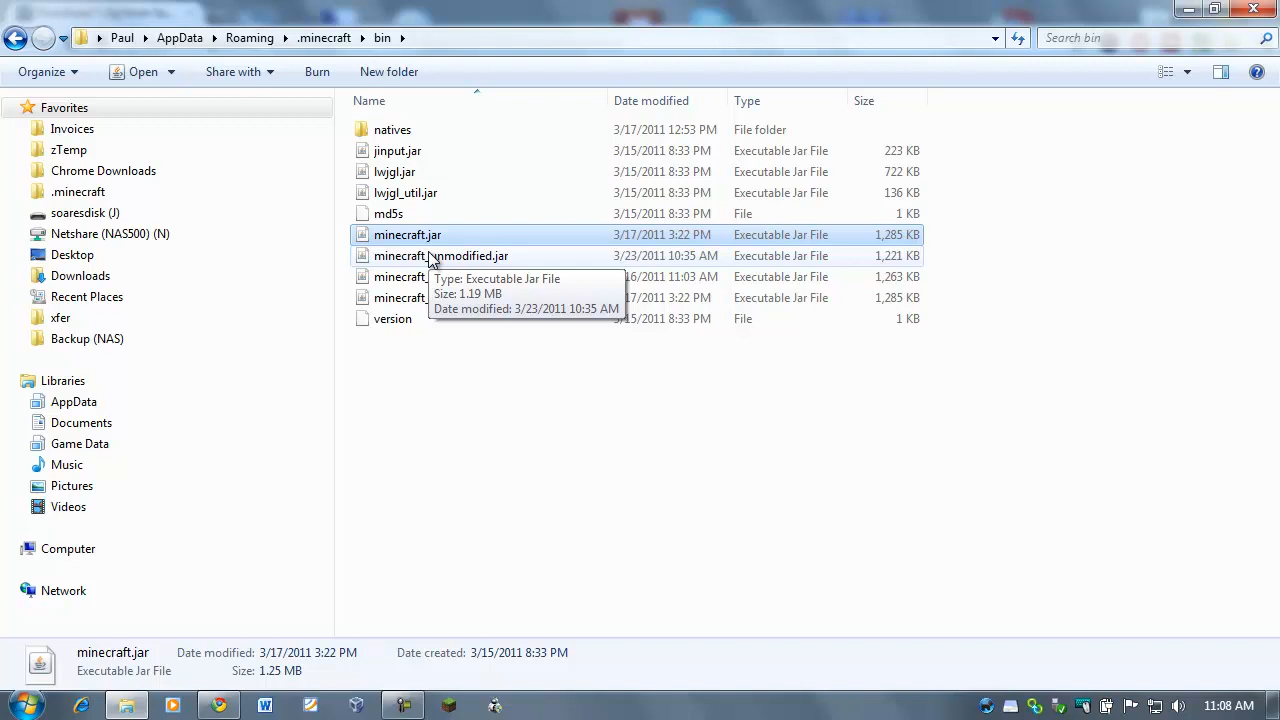 Paul AppData Roaming .minecraft bin Search bin
Organize Open Share with Burn New folder
Name Date modified Type Size
Favorites
Invoices
zTemp
Chrome Downloads
.minecraft
soaresdisk (J)
Netshare (NAS500) (N)
Desktop
Downloads
Recent Places
xfer
Backup (NAS)
Libraries
AppData
Documents
Game Data
Music
Pictures
Videos
Computer
Network
natives 3/17/2011 12:53 PM File folder
jinput.jar 3/15/2011 8:33 PM Executable Jar File 223 KB
lwjgl.jar 3/15/2011 8:33 PM Executable Jar File 722 KB
lwjgl_util.jar 3/15/2011 8:33 PM Executable Jar File 136 KB
md5s 3/15/2011 8:33 PM File 1 KB
minecraft.jar 3/17/2011 3:22 PM Executable Jar File 1,285 KB
minecraft_unmodified.jar 3/23/2011 10:35 AM Executable Jar File 1,221 KB
minecraft_ 16/2011 11:03 AM Executable Jar File 1,263 KB
minecraft_ 17/2011 3:22 PM Executable Jar File 1,285 KB
version 15/2011 8:33 PM File 1 KB
Type: Executable Jar File
Size: 1.19 MB
Date modified: 3/23/2011 10:35 AM
minecraft.jar Date modified: 3/17/2011 3:22 PM Date created: 3/15/2011 8:33 PM
Executable Jar File Size: 1.25 MB
11:08 AM